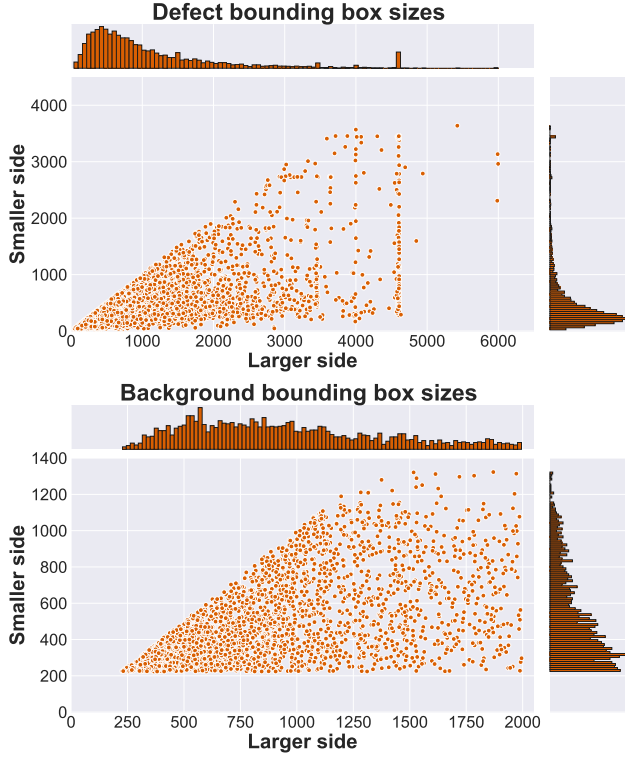 Defect bounding box sizes
4000
3000
2000
1000
0
Smaller side
0 1000 2000 3000 4000 5000 6000
Larger side
Background bounding box sizes
1400
1200
1000
800
600
400
200
0
Smaller side
0 250 500 750 1000 1250 1500 1750 2000
Larger side